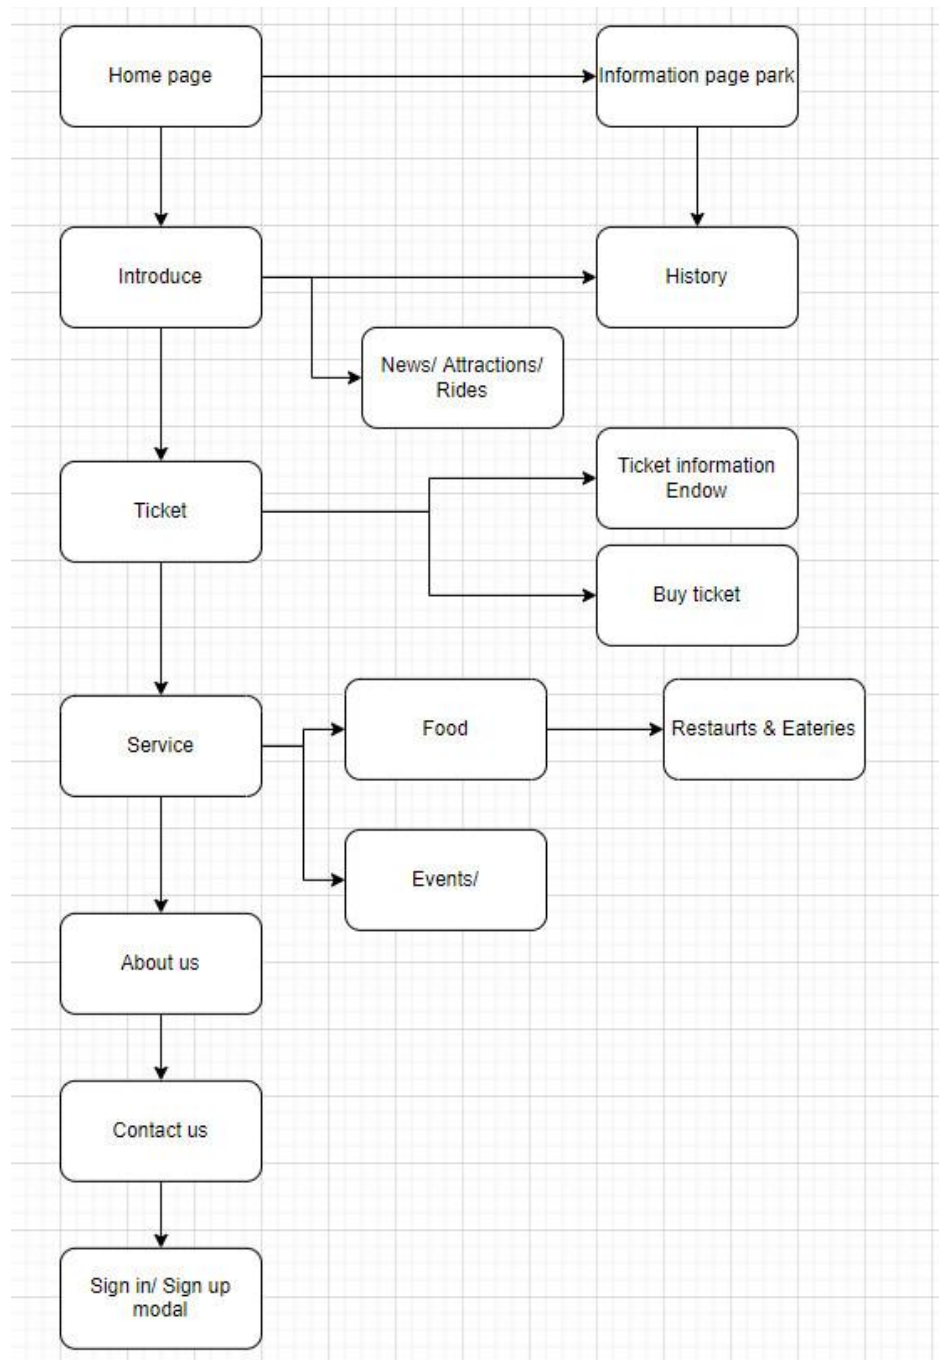 Home page
Information page park
Introduce
History
News/ Attractions/
Rides
Ticket
Ticket information
Endow
Buy ticket
Service
Food
Restaurts & Eateries
Events/
About us
Contact us
Sign in/ Sign up
modal